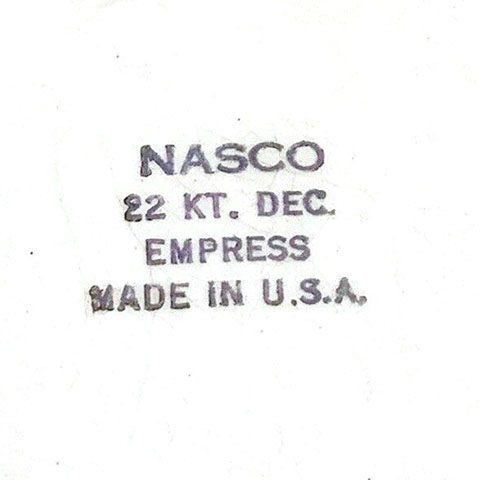 NASCO
22 KT. DEC.
EMPRESS
MADE IN U.S.A.